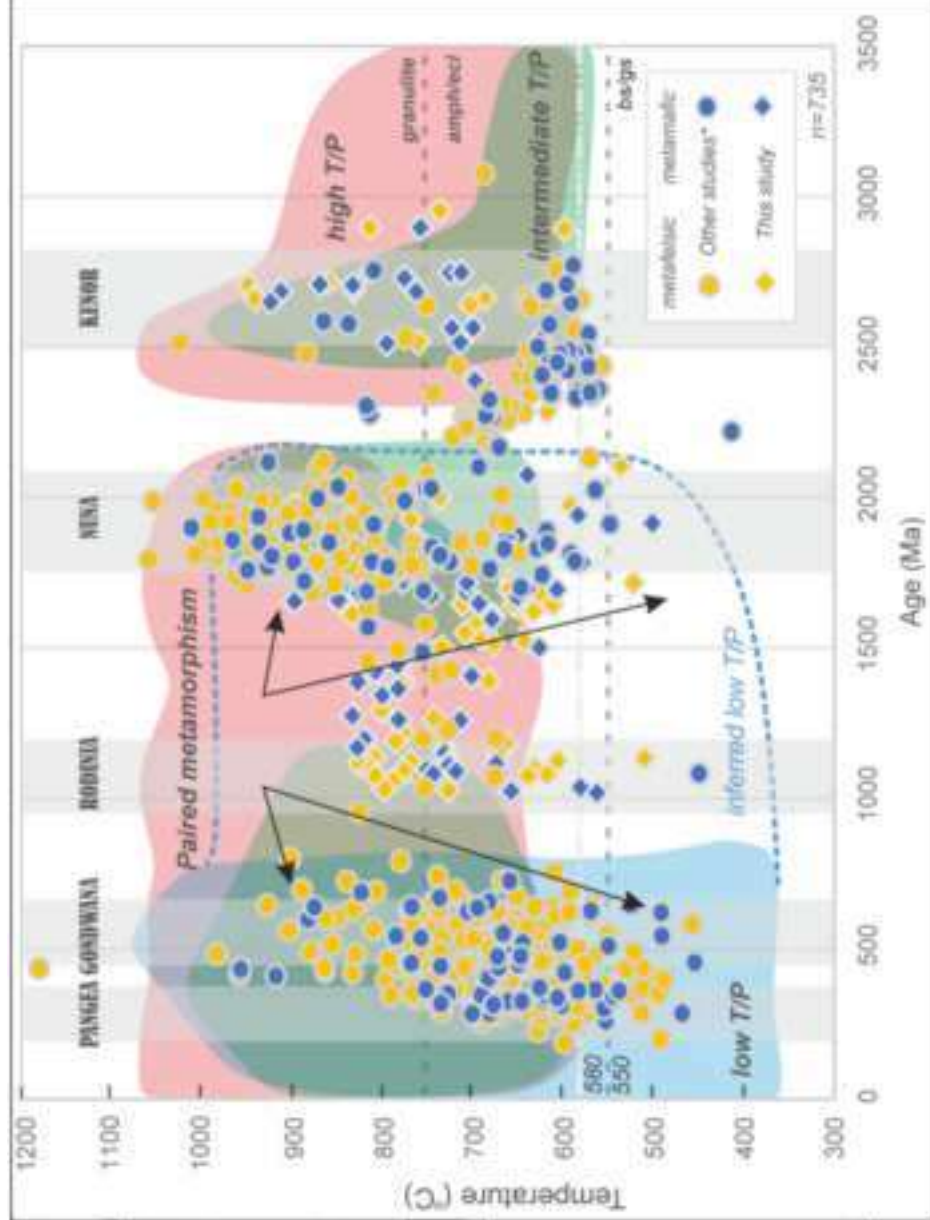 PANGEA GONDWANA RODINIA NUNA KENOR
Temperature (°C)
1200
1100
1000
900
800
700
600
400
Paired metamorphism
high T/P
granulite
amph/ecl
intermediate T/P
580
550
bs/gs
low T/P
inferred low T/P
metafelsic metamafic
Other studies*
This study
n=735
0 500 1000 1500 2000 2500 3000 3500
Age (Ma)
300